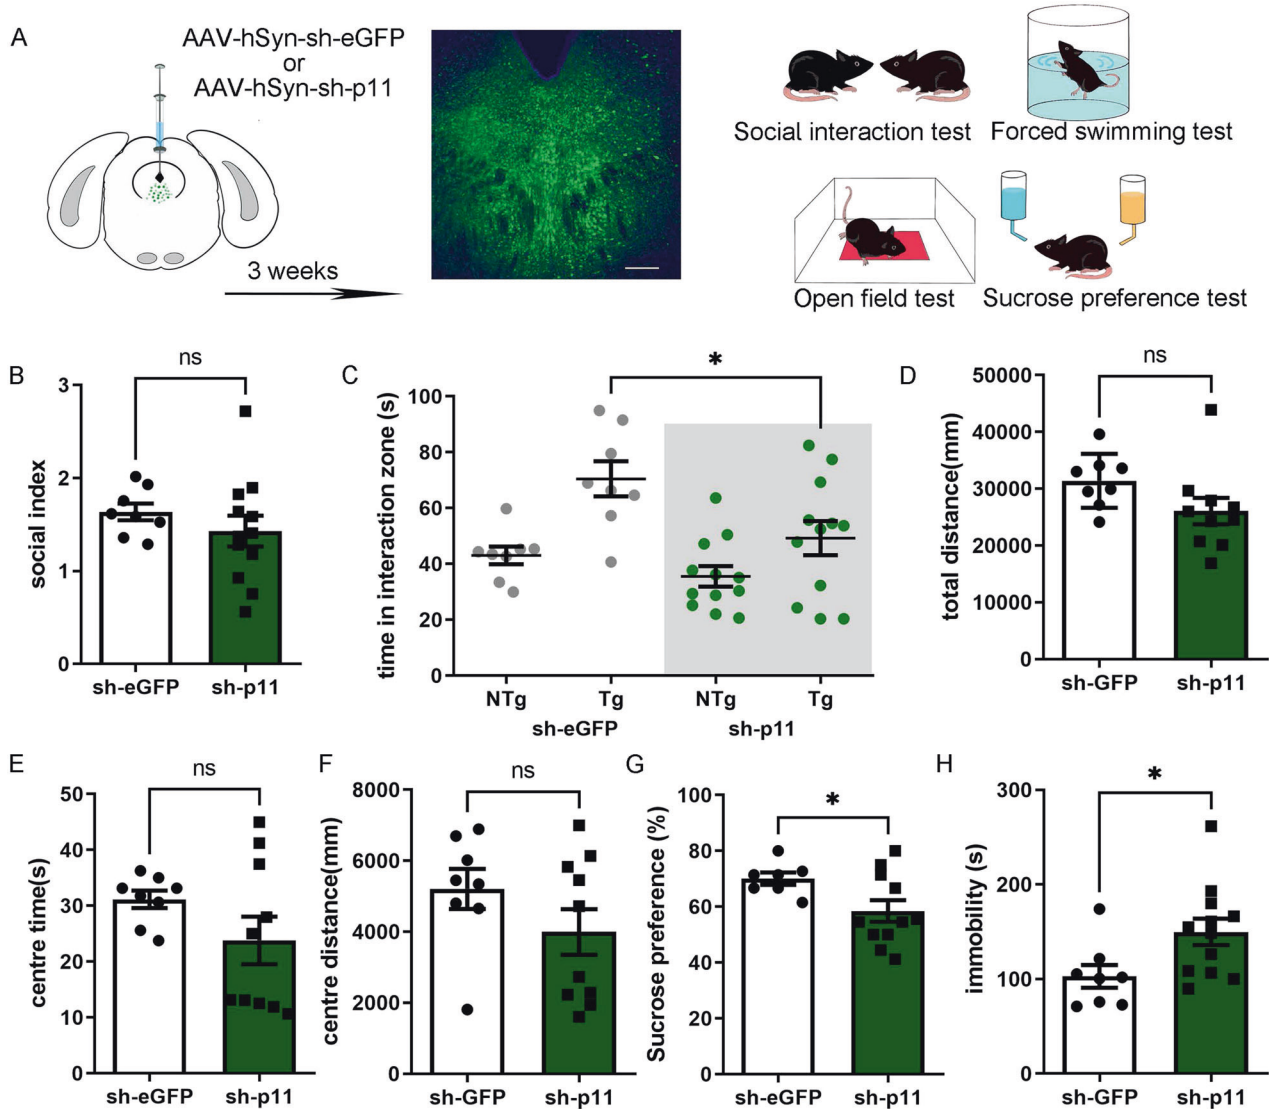 A
AAV-hSyn-sh-eGFP
or
AAV-hSyn-sh-p11
3 weeks
Social interaction test
Forced swimming test
Open field test
Sucrose preference test
B
ns
social index
3
2
1
0
sh-eGFP
sh-p11
C
*
time in interaction zone (s)
100
80
60
40
20
0
NTg
Tg
NTg
Tg
sh-eGFP
sh-p11
D
ns
total distance(mm)
50000
40000
30000
20000
10000
0
sh-GFP
sh-p11
E
ns
centre time(s)
50
40
30
20
10
0
sh-eGFP
sh-p11
F
ns
centre distance(mm)
8000
6000
4000
2000
0
sh-GFP
sh-p11
G
*
Sucrose preference (%)
100
80
60
40
20
0
sh-eGFP
sh-p11
H
*
immobility (s)
300
200
100
0
sh-GFP
sh-p11